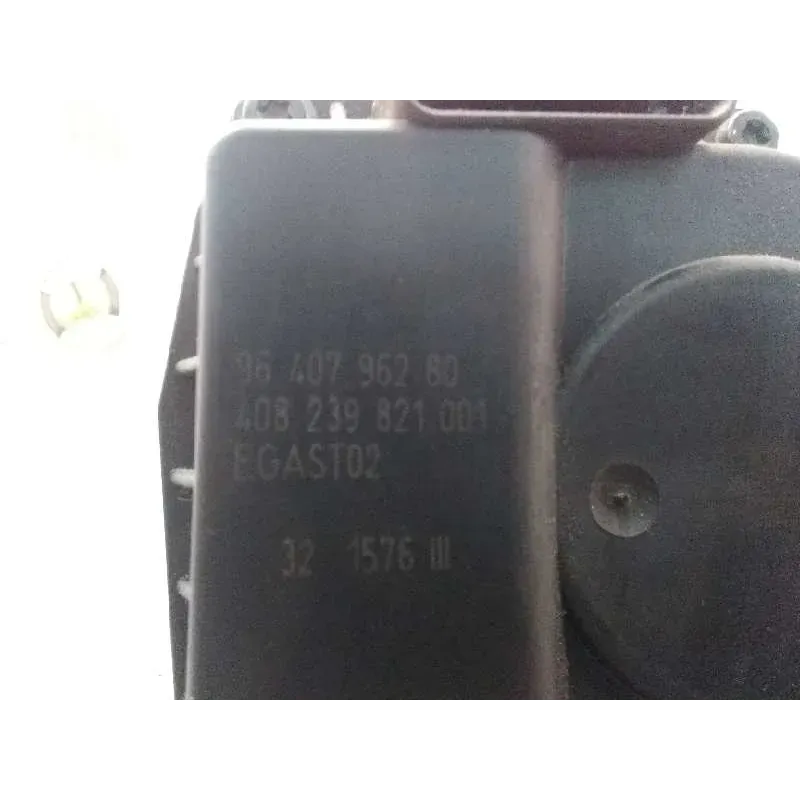 96 407 962 80
408 239 821 001
EGAST02
32 1576 III